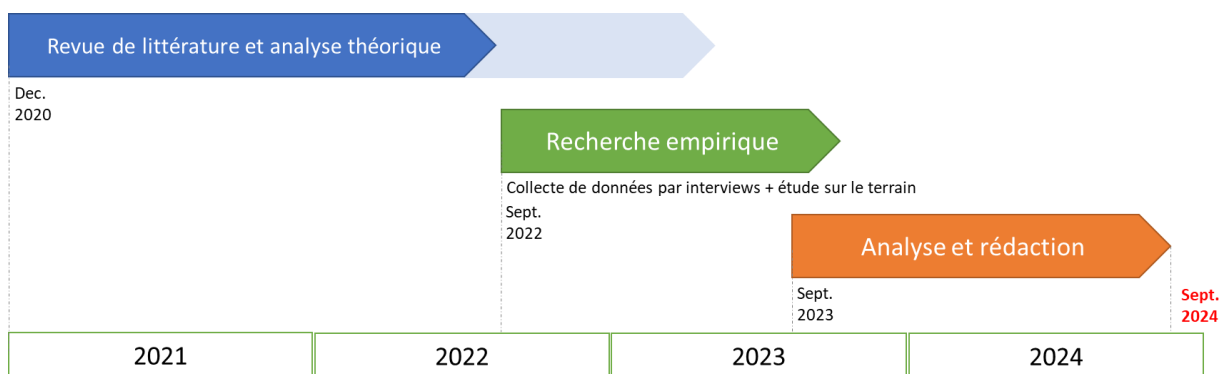 Revue de littérature et analyse théorique
Dec.
2020
Recherche empirique
Collecte de données par interviews + étude sur le terrain
Sept.
2022
Analyse et rédaction
Sept.
2023
Sept.
2024
2021
2022
2023
2024